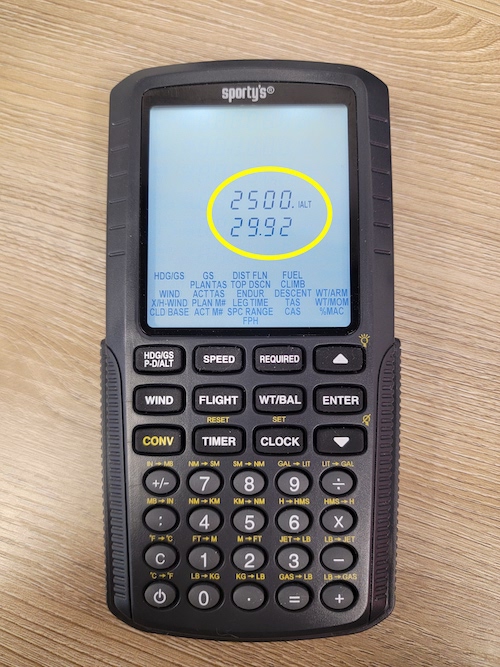 sporty's®
2500. IALT
29.92
HDG/GS GS DIST FLN FUEL
PLAN TAS TOP DSCN CLIMB
WIND ACT TAS ENDUR DESCENT WT/ARM
X/H-WIND PLAN M# LEG TIME TAS WT/MOM
CLD BASE ACT M# SPC RANGE CAS %MAC
FPH
HDG/GS P-D/ALT SPEED REQUIRED
WIND FLIGHT WT/BAL ENTER
RESET SET
CONV TIMER CLOCK
IN→MB NM→SM SM→NM GAL→LIT LIT→GAL
+/- 7 8 9 ÷
MB→IN NM→KM KM→NM H→HMS HMS→H
: 4 5 6 X
°F→°C FT→M M→FT JET→LB LB→JET
C 1 2 3 −
°C→°F LB→KG KG→LB GAS→LB LB→GAS
0 . = +